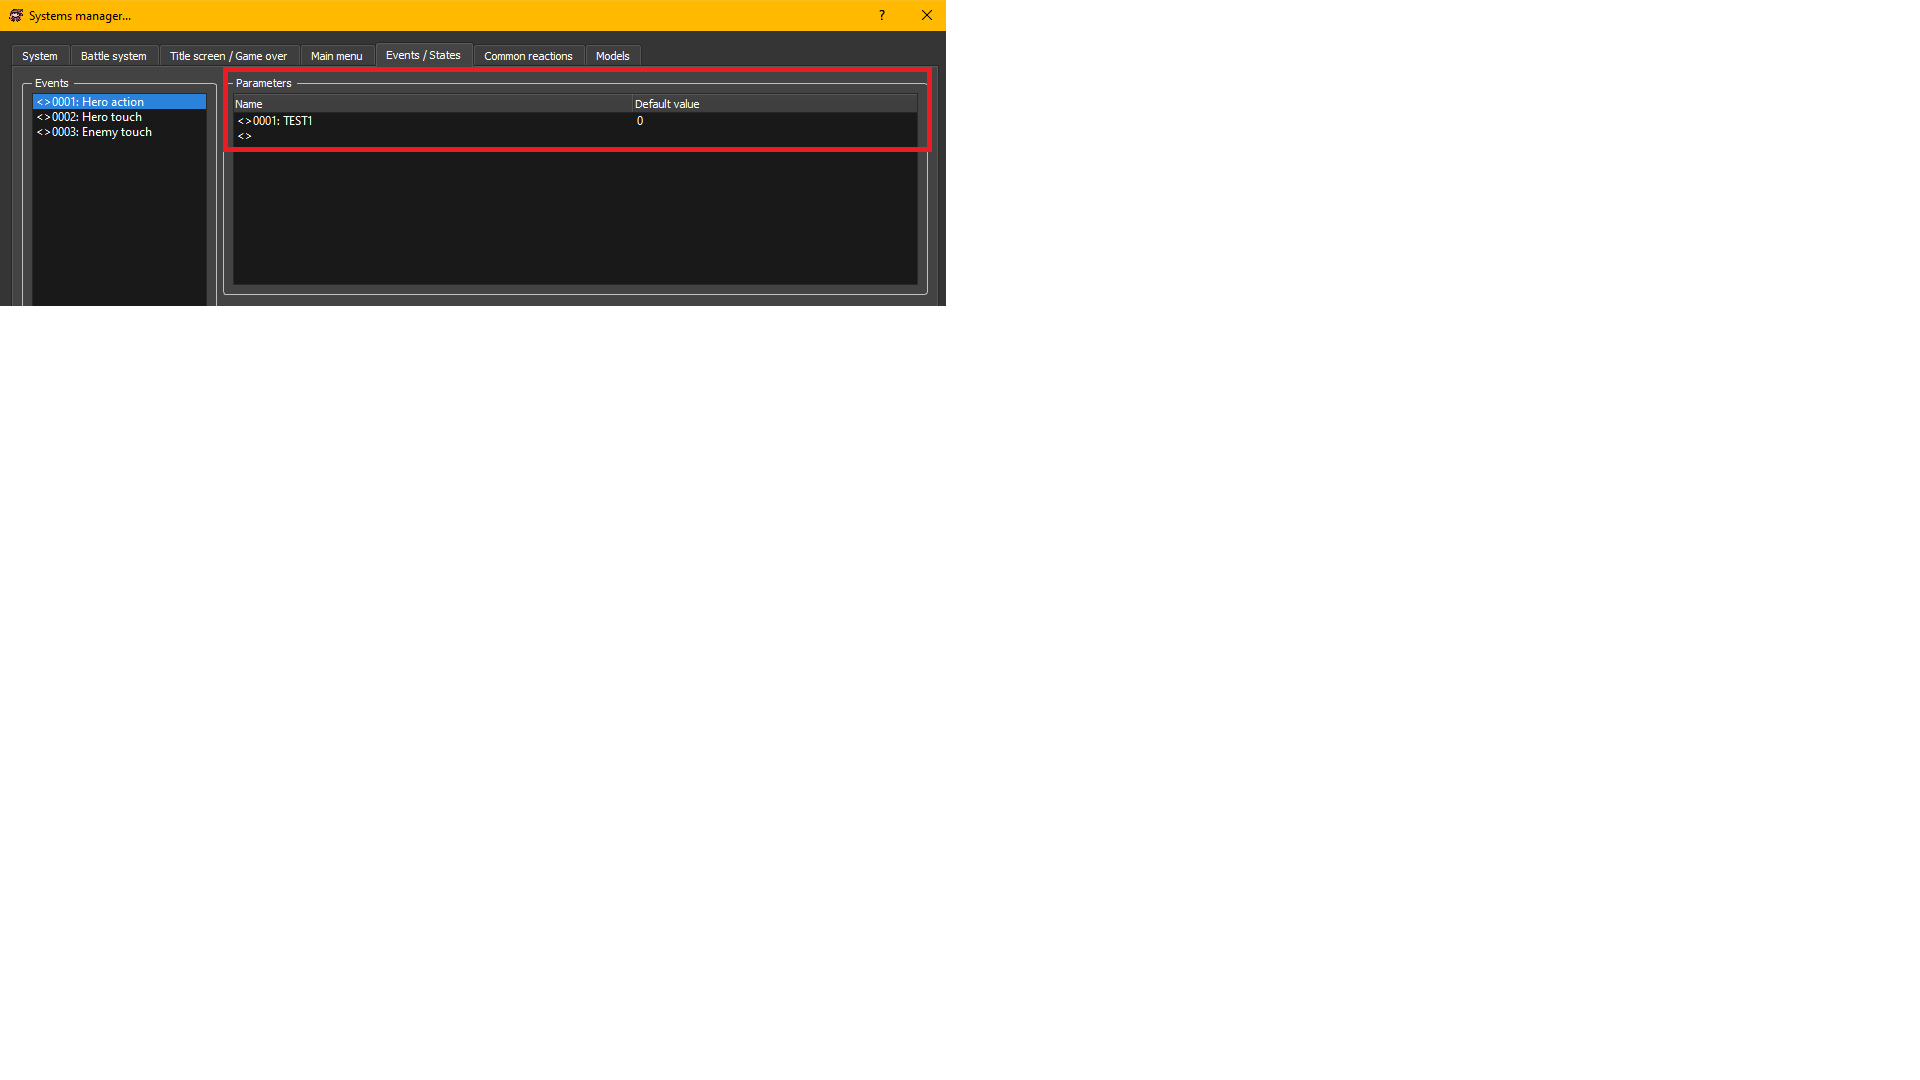 Systems manager...
?
System
Battle system
Title screen / Game over
Main menu
Events / States
Common reactions
Models
Events
<>0001: Hero action
<>0002: Hero touch
<>0003: Enemy touch
Parameters
Name Default value
<>0001: TEST1 0
<>